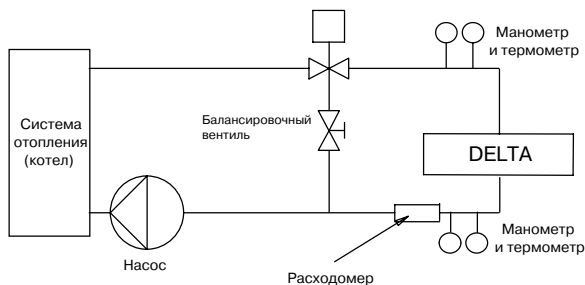 Манометр
и термометр
Балансировочный
вентиль
Система
отопления
(котел)
DELTA
Манометр
и термометр
Насос
Расходомер